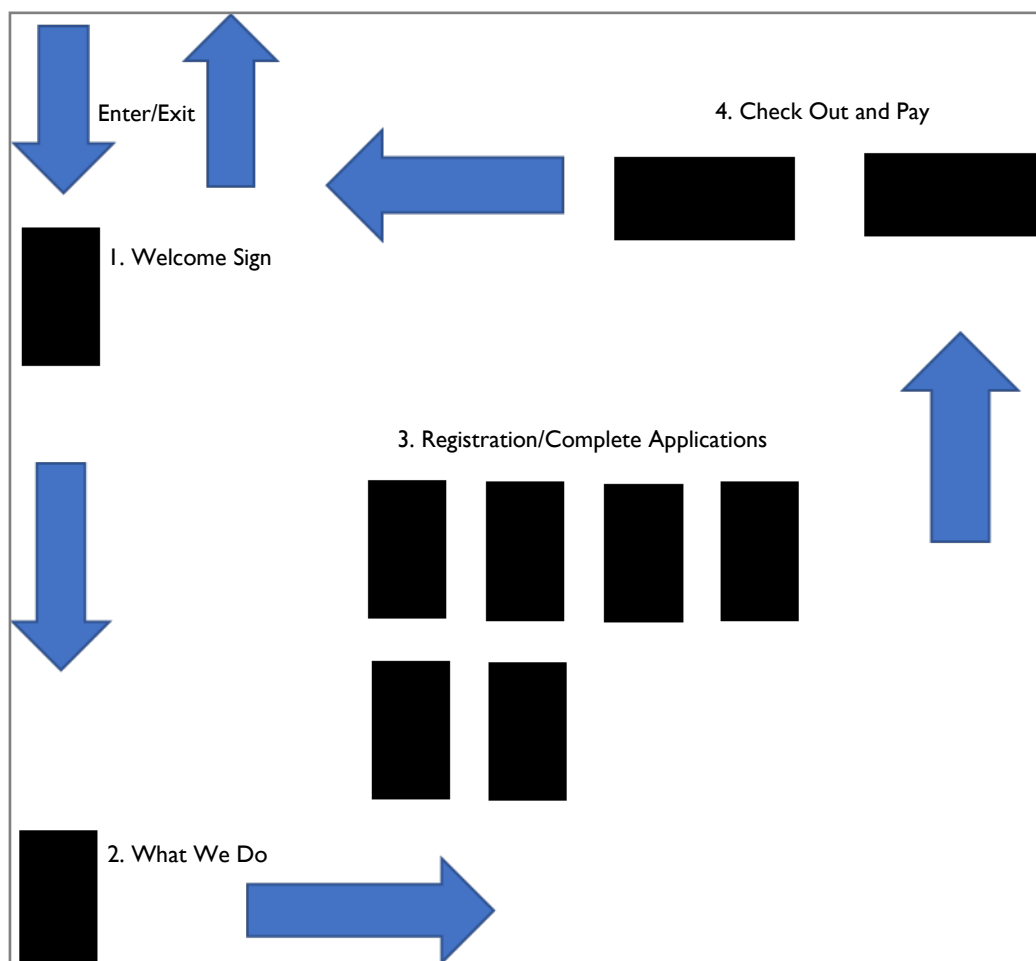 Enter/Exit
4. Check Out and Pay
1. Welcome Sign
3. Registration/Complete Applications
2. What We Do